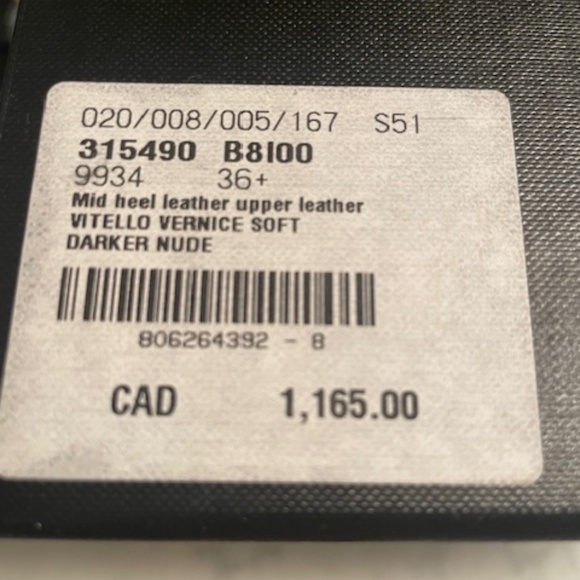 020/008/005/167 S51
315490 B8I00
9934 36+
Mid heel leather upper leather
VITELLO VERNICE SOFT
DARKER NUDE
806264392 - 8
CAD 1,165.00